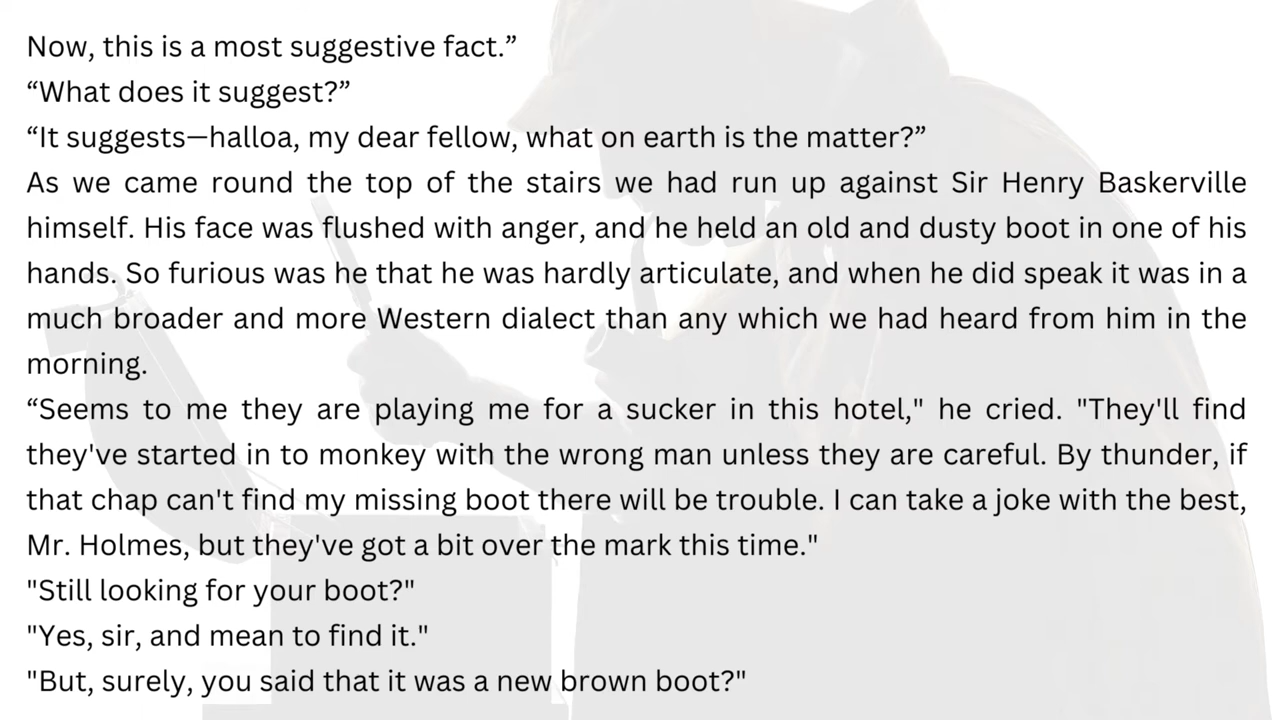 Now, this is a most suggestive fact.”
“What does it suggest?”
“It suggests—halloa, my dear fellow, what on earth is the matter?”
As we came round the top of the stairs we had run up against Sir Henry Baskerville
himself. His face was flushed with anger, and he held an old and dusty boot in one of his
hands. So furious was he that he was hardly articulate, and when he did speak it was in a
much broader and more Western dialect than any which we had heard from him in the
morning.
“Seems to me they are playing me for a sucker in this hotel," he cried. "They'll find
they've started in to monkey with the wrong man unless they are careful. By thunder, if
that chap can't find my missing boot there will be trouble. I can take a joke with the best,
Mr. Holmes, but they've got a bit over the mark this time."
"Still looking for your boot?"
"Yes, sir, and mean to find it."
"But, surely, you said that it was a new brown boot?"